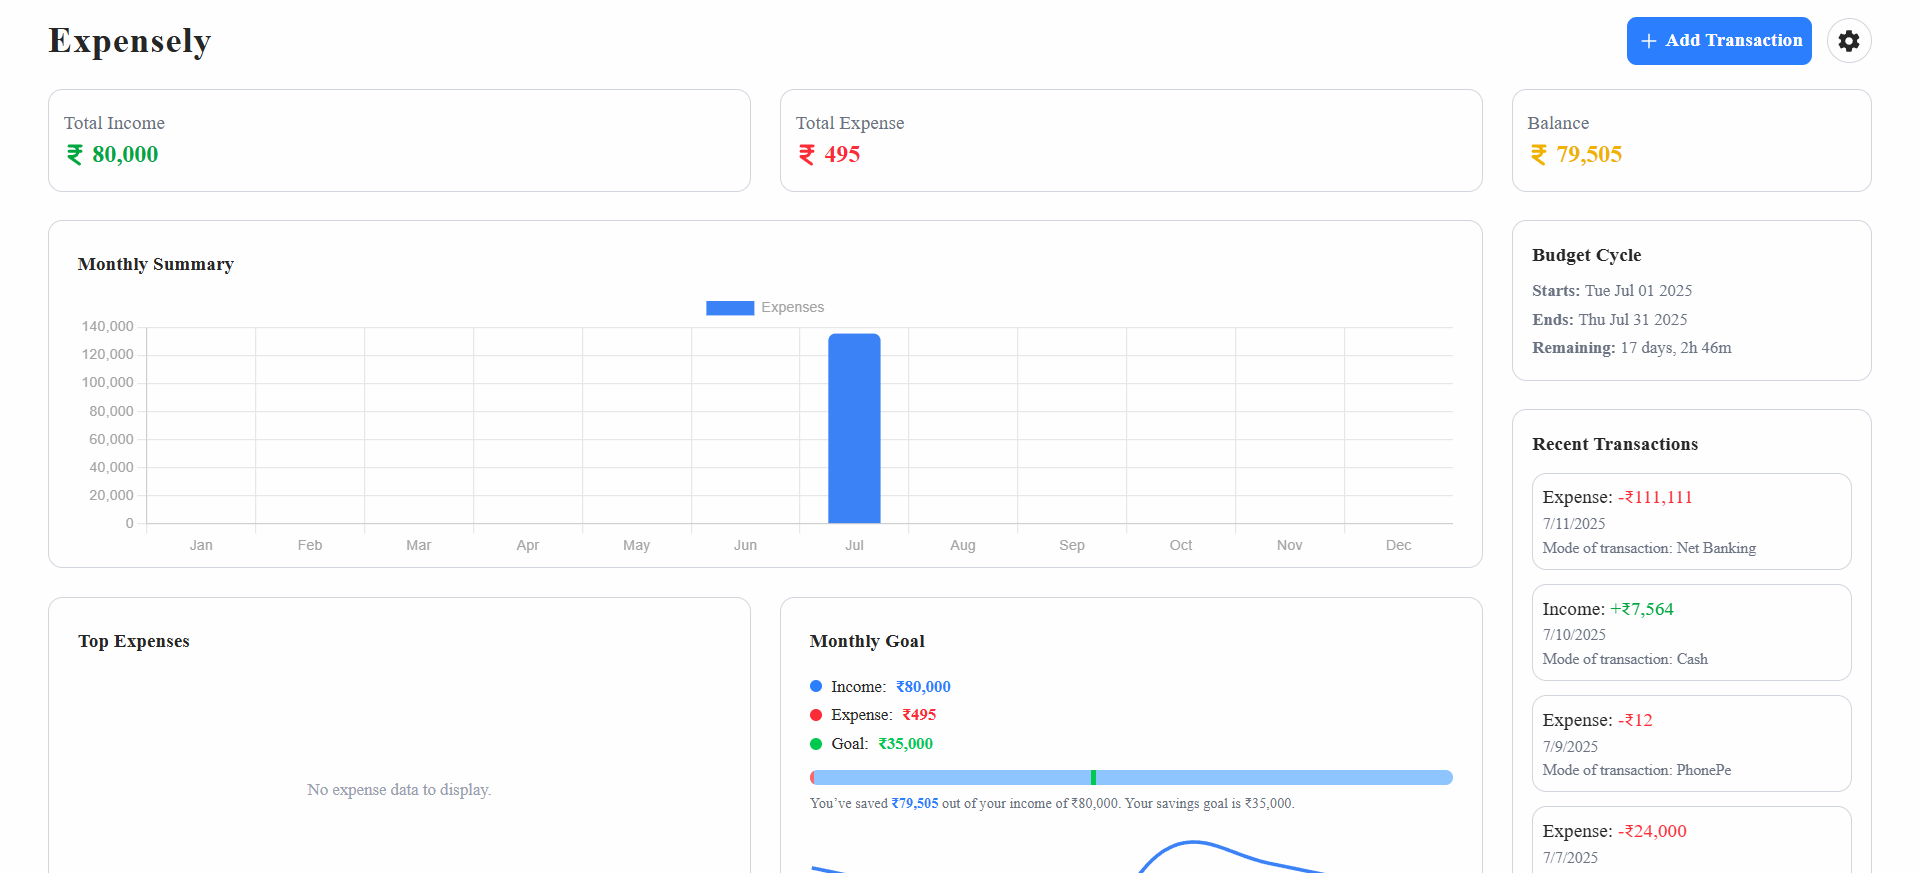 Expensely
+ Add Transaction
Total Income
₹ 80,000
Total Expense
₹ 495
Balance
₹ 79,505
Monthly Summary
Expenses
140,000
120,000
100,000
80,000
60,000
40,000
20,000
0
Jan Feb Mar Apr May Jun Jul Aug Sep Oct Nov Dec
Budget Cycle
Starts: Tue Jul 01 2025
Ends: Thu Jul 31 2025
Remaining: 17 days, 2h 46m
Recent Transactions
Expense: -₹111,111
7/11/2025
Mode of transaction: Net Banking
Income: +₹7,564
7/10/2025
Mode of transaction: Cash
Expense: -₹12
7/9/2025
Mode of transaction: PhonePe
Expense: -₹24,000
7/7/2025
Top Expenses
No expense data to display.
Monthly Goal
Income: ₹80,000
Expense: ₹495
Goal: ₹35,000
You’ve saved ₹79,505 out of your income of ₹80,000. Your savings goal is ₹35,000.